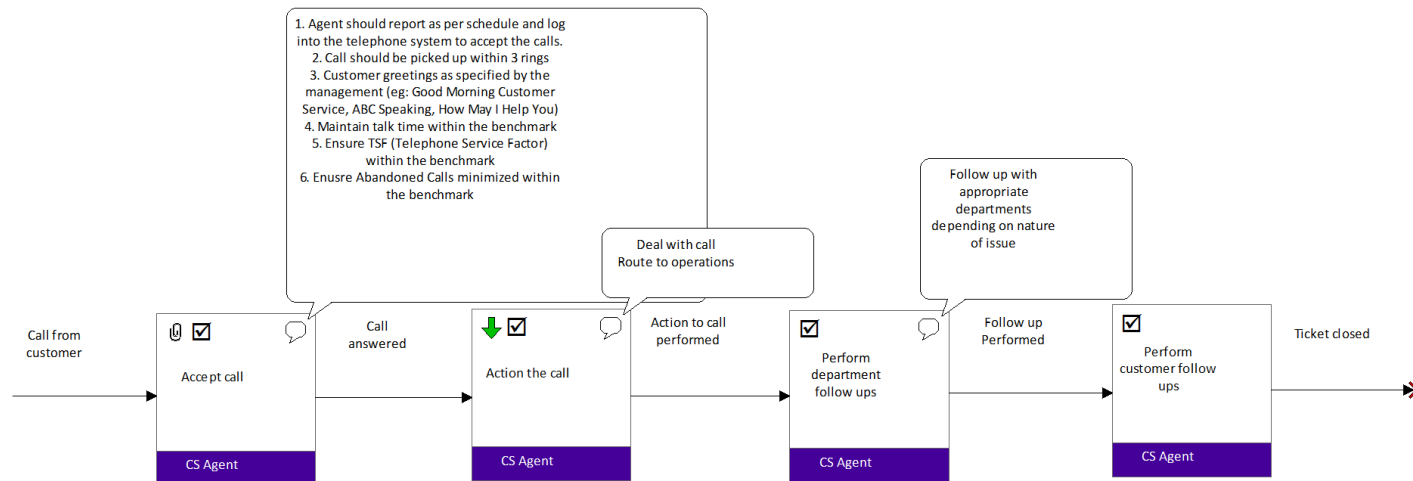 1. Agent should report as per schedule and log
into the telephone system to accept the calls.
2. Call should be picked up within 3 rings
3. Customer greetings as specified by the
management (eg: Good Morning Customer
Service, ABC Speaking, How May I Help You)
4. Maintain talk time within the benchmark
5. Ensure TSF (Telephone Service Factor)
within the benchmark
6. Enusre Abandoned Calls minimized within
the benchmark
Deal with call
Route to operations
Follow up with
appropriate
departments
depending on nature
of issue
Call from
customer
Accept call
CS Agent
Call
answered
Action the call
CS Agent
Action to call
performed
Perform
department
follow ups
CS Agent
Follow up
Performed
Perform
customer follow
ups
CS Agent
Ticket closed